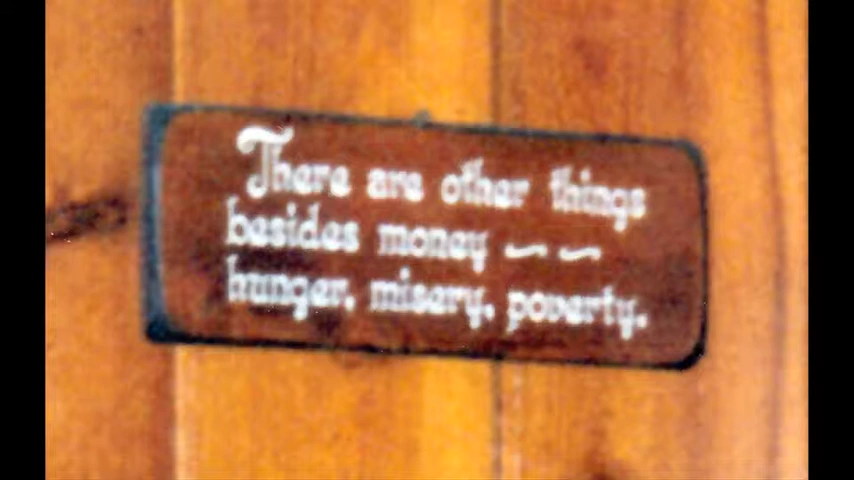 There are other things
besides money ~ ~
hunger, misery, poverty.